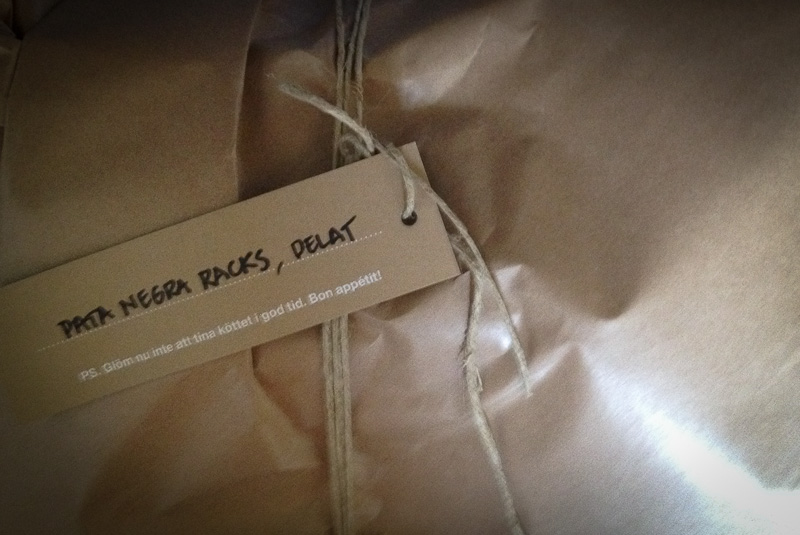 PATA NEGRA RACKS, DELAT
PS. Glöm nu inte att tina köttet i god tid. Bon appétit!